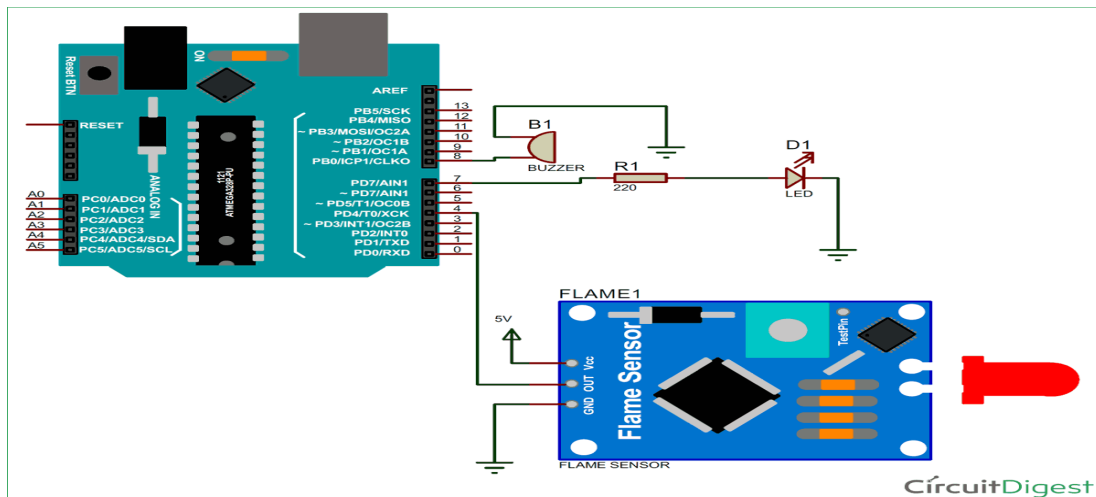 Reset BTN
ON
RESET
ANALOG IN
1121
ATMEGA328P-PU
A0
A1
A2
A3
A4
A5
PC0/ADC0
PC1/ADC1
PC2/ADC2
PC3/ADC3
PC4/ADC4/SDA
PC5/ADC5/SCL
AREF
PB5/SCK
PB4/MISO
~ PB3/MOSI/OC2A
~ PB2/OC1B
~ PB1/OC1A
PB0/ICP1/CLKO
13
12
11
10
9
8
PD7/AIN1
~ PD7/AIN1
~ PD5/T1/OC0B
PD4/T0/XCK
~ PD3/INT1/OC2B
PD2/INT0
PD1/TXD
PD0/RXD
7
6
5
4
3
2
1
0
B1
BUZZER
R1
220
D1
LED
FLAME1
5V
Vcc
OUT
GND
Flame Sensor
TestPin
FLAME SENSOR
CírcuitDigest